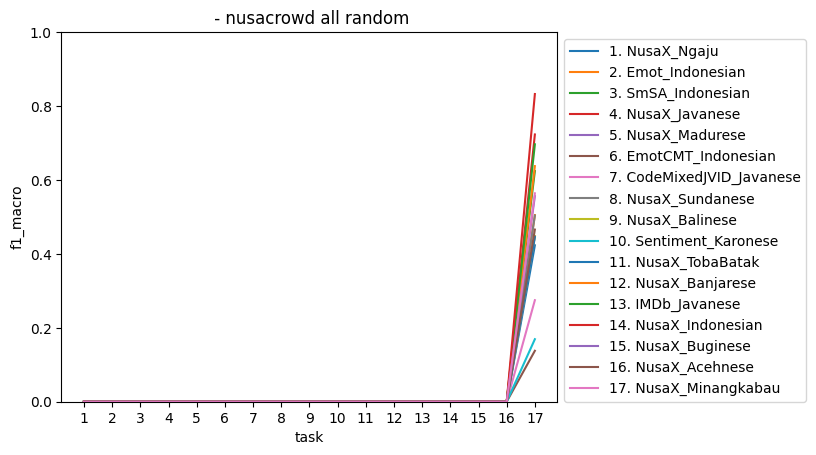 - nusacrowd all random
1.0
0.8
0.6
0.4
0.2
0.0
f1_macro
1 2 3 4 5 6 7 8 9 10 11 12 13 14 15 16 17
task
1. NusaX_Ngaju
2. Emot_Indonesian
3. SmSA_Indonesian
4. NusaX_Javanese
5. NusaX_Madurese
6. EmotCMT_Indonesian
7. CodeMixedJVID_Javanese
8. NusaX_Sundanese
9. NusaX_Balinese
10. Sentiment_Karonese
11. NusaX_TobaBatak
12. NusaX_Banjarese
13. IMDb_Javanese
14. NusaX_Indonesian
15. NusaX_Buginese
16. NusaX_Acehnese
17. NusaX_Minangkabau